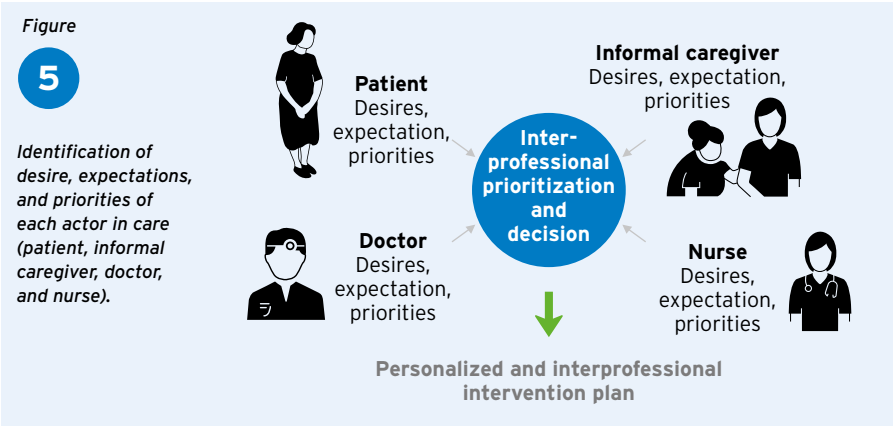 Figure
5
Identification of
desire, expectations,
and priorities of
each actor in care
(patient, informal
caregiver, doctor,
and nurse).
Patient
Desires,
expectation,
priorities
Informal caregiver
Desires, expectation,
priorities
Inter-
professional
prioritization
and
decision
Doctor
Desires,
expectation,
priorities
Nurse
Desires,
expectation,
priorities
Personalized and interprofessional
intervention plan